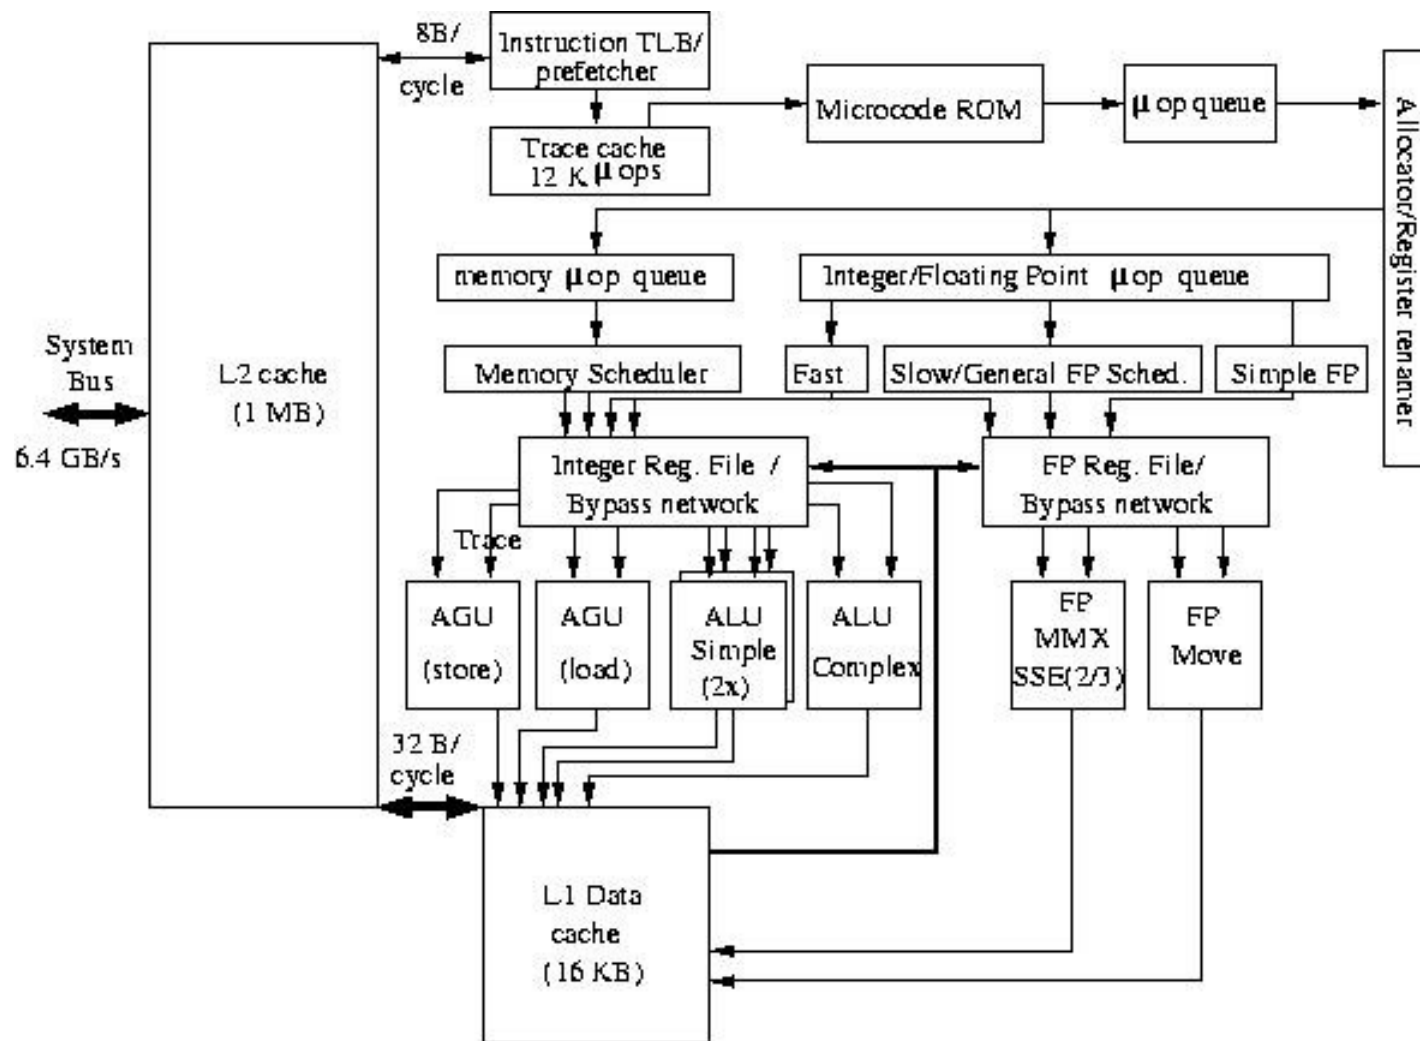 8B/
cycle
Instruction TLB/
prefetcher
Microcode ROM
μop queue
Trace cache
12 K μops
Allocator/Register renamer
memory μop queue
Integer/Floating Point μop queue
System
Bus
6.4 GB/s
L2 cache
(1 MB)
Memory Scheduler
Fast
Slow/General FP Sched.
Simple FP
Integer Reg. File /
Bypass network
FP Reg. File/
Bypass network
Trace
AGU
(store)
AGU
(load)
ALU
Simple
(2x)
ALU
Complex
FP
MMX
SSE(2/3)
FP
Move
32 B/
cycle
L1 Data
cache
(16 KB)